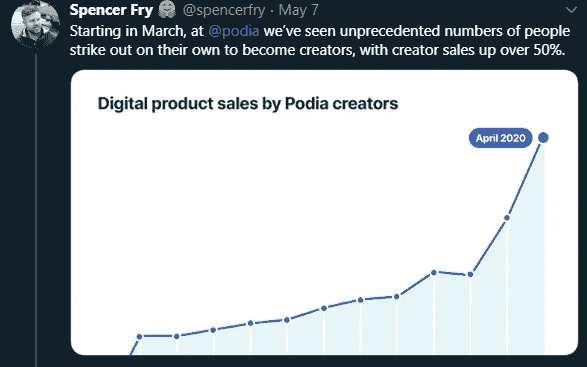 Spencer Fry 🤗 @spencerfry · May 7
Starting in March, at @podia we've seen unprecedented numbers of people
strike out on their own to become creators, with creator sales up over 50%.
Digital product sales by Podia creators
April 2020